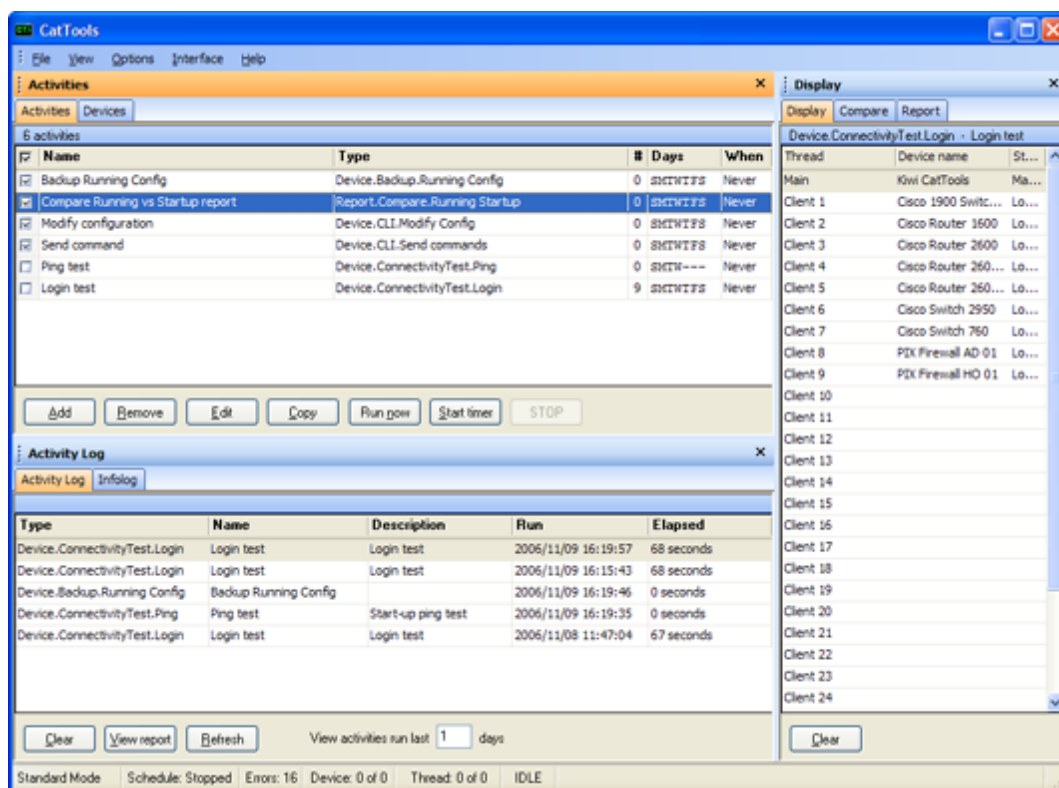 CatTools
File View Options Interface Help
Activities
Activities Devices
6 activities
Name Type # Days When
Backup Running Config Device.Backup.Running Config 0 SMTWTFS Never
Compare Running vs Startup report Report.Compare.Running Startup 0 SMTWTFS Never
Modify configuration Device.CLI.Modify Config 0 SMTWTFS Never
Send command Device.CLI.Send commands 0 SMTWTFS Never
Ping test Device.ConnectivityTest.Ping 0 SMTW--- Never
Login test Device.ConnectivityTest.Login 9 SMTWTFS Never
Add Remove Edit Copy Run now Start timer STOP
Activity Log
Activity Log Infolog
Type Name Description Run Elapsed
Device.ConnectivityTest.Login Login test Login test 2006/11/09 16:19:57 68 seconds
Device.ConnectivityTest.Login Login test Login test 2006/11/09 16:15:43 68 seconds
Device.Backup.Running Config Backup Running Config 2006/11/09 16:19:46 0 seconds
Device.ConnectivityTest.Ping Ping test Start-up ping test 2006/11/09 16:19:35 0 seconds
Device.ConnectivityTest.Login Login test Login test 2006/11/08 11:47:04 67 seconds
Clear View report Refresh View activities run last 1 days
Display
Display Compare Report
Device.ConnectivityTest.Login - Login test
Thread Device name St...
Main Kiwi CatTools Ma...
Client 1 Cisco 1900 Switc... Lo...
Client 2 Cisco Router 1600 Lo...
Client 3 Cisco Router 2600 Lo...
Client 4 Cisco Router 260... Lo...
Client 5 Cisco Router 260... Lo...
Client 6 Cisco Switch 2950 Lo...
Client 7 Cisco Switch 760 Lo...
Client 8 PIX Firewall AD 01 Lo...
Client 9 PIX Firewall HO 01 Lo...
Client 10
Client 11
Client 12
Client 13
Client 14
Client 15
Client 16
Client 17
Client 18
Client 19
Client 20
Client 21
Client 22
Client 23
Client 24
Clear
Standard Mode Schedule: Stopped Errors: 16 Device: 0 of 0 Thread: 0 of 0 IDLE